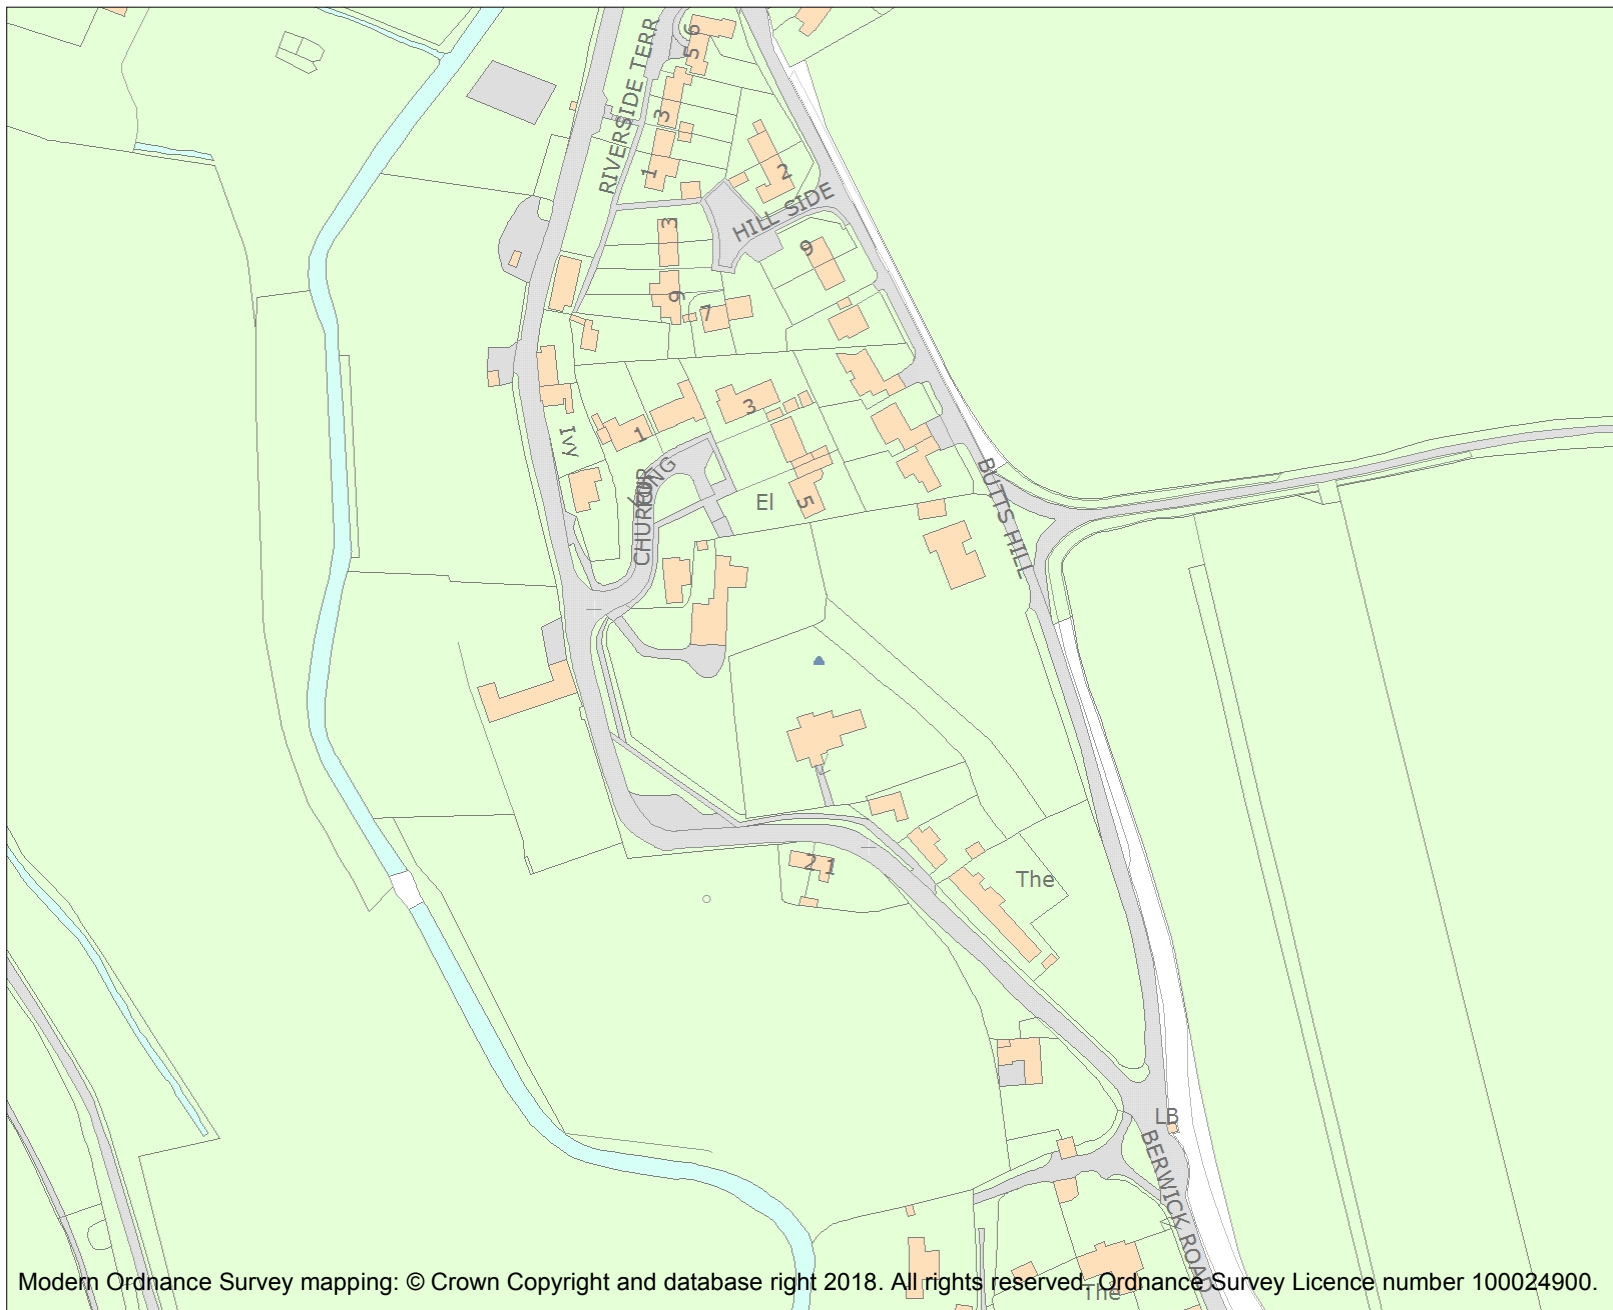 RIVERSIDE TERR
6
5
3
1
2
HILL SIDE
3
9
6
7
3
1
IVY
CHURCH
El
5
BUTTS HILL
2 1
The
LB
BERWICK ROAD
The
Modern Ordnance Survey mapping: © Crown Copyright and database right 2018. All rights reserved. Ordnance Survey Licence number 100024900.